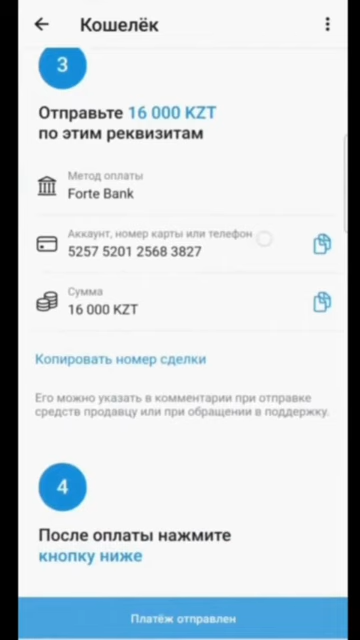 Кошелёк
3
Отправьте 16 000 KZT
по этим реквизитам
Метод оплаты
Forte Bank
Аккаунт, номер карты или телефон
5257 5201 2568 3827
Сумма
16 000 KZT
Копировать номер сделки
Его можно указать в комментарии при отправке
средств продавцу или при обращении в поддержку.
4
После оплаты нажмите
кнопку ниже
Платёж отправлен